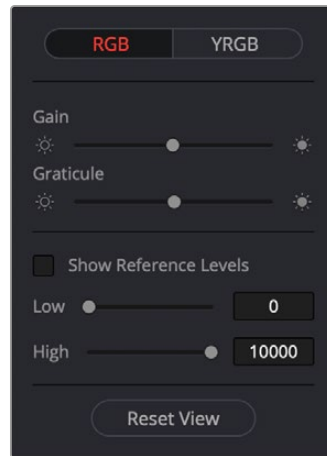 RGB YRGB
Gain
Graticule
Show Reference Levels
Low 0
High 10000
Reset View